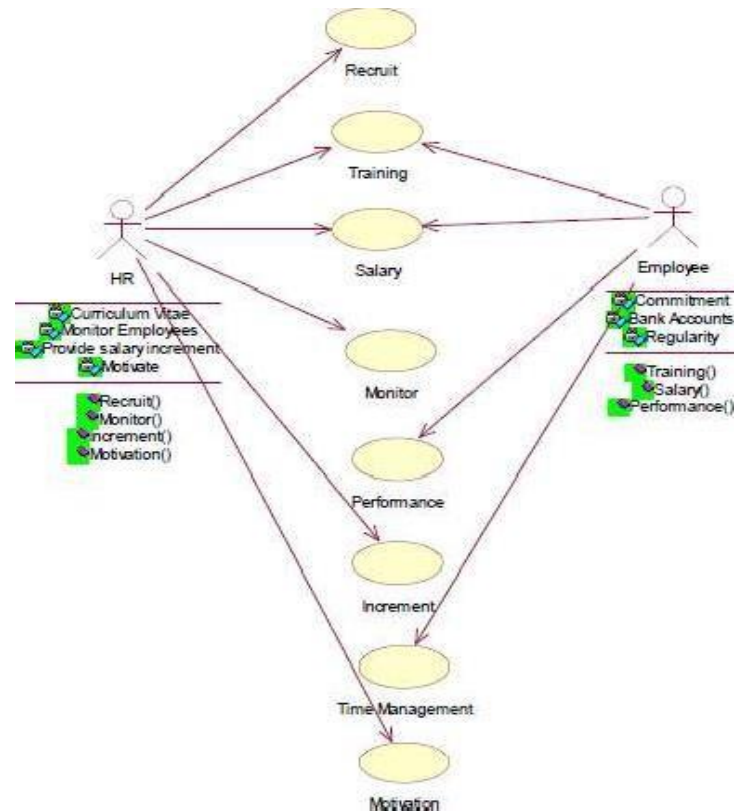 Recruit
Training
Salary
HR
Employee
Curriculum Vitae
Monitor Employees
Provide salary increment
Motivate
Recruit()
Monitor()
Increment()
Motivation()
Commitment
Bank Accounts
Regularity
Training()
Salary()
Performance()
Monitor
Performance
Increment
Time Management
Motivation